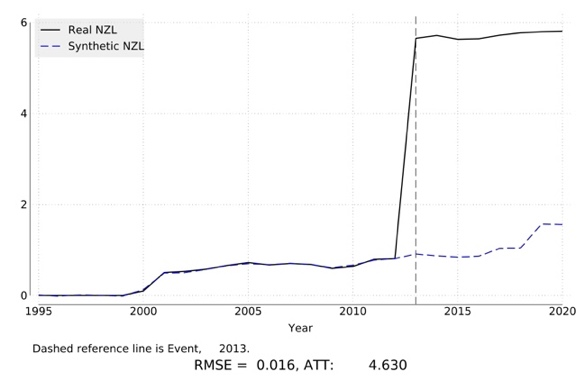 6
Real NZL
Synthetic NZL
4
2
0
1995 2000 2005 2010 2015 2020
Year
Dashed reference line is Event, 2013.
RMSE = 0.016, ATT: 4.630